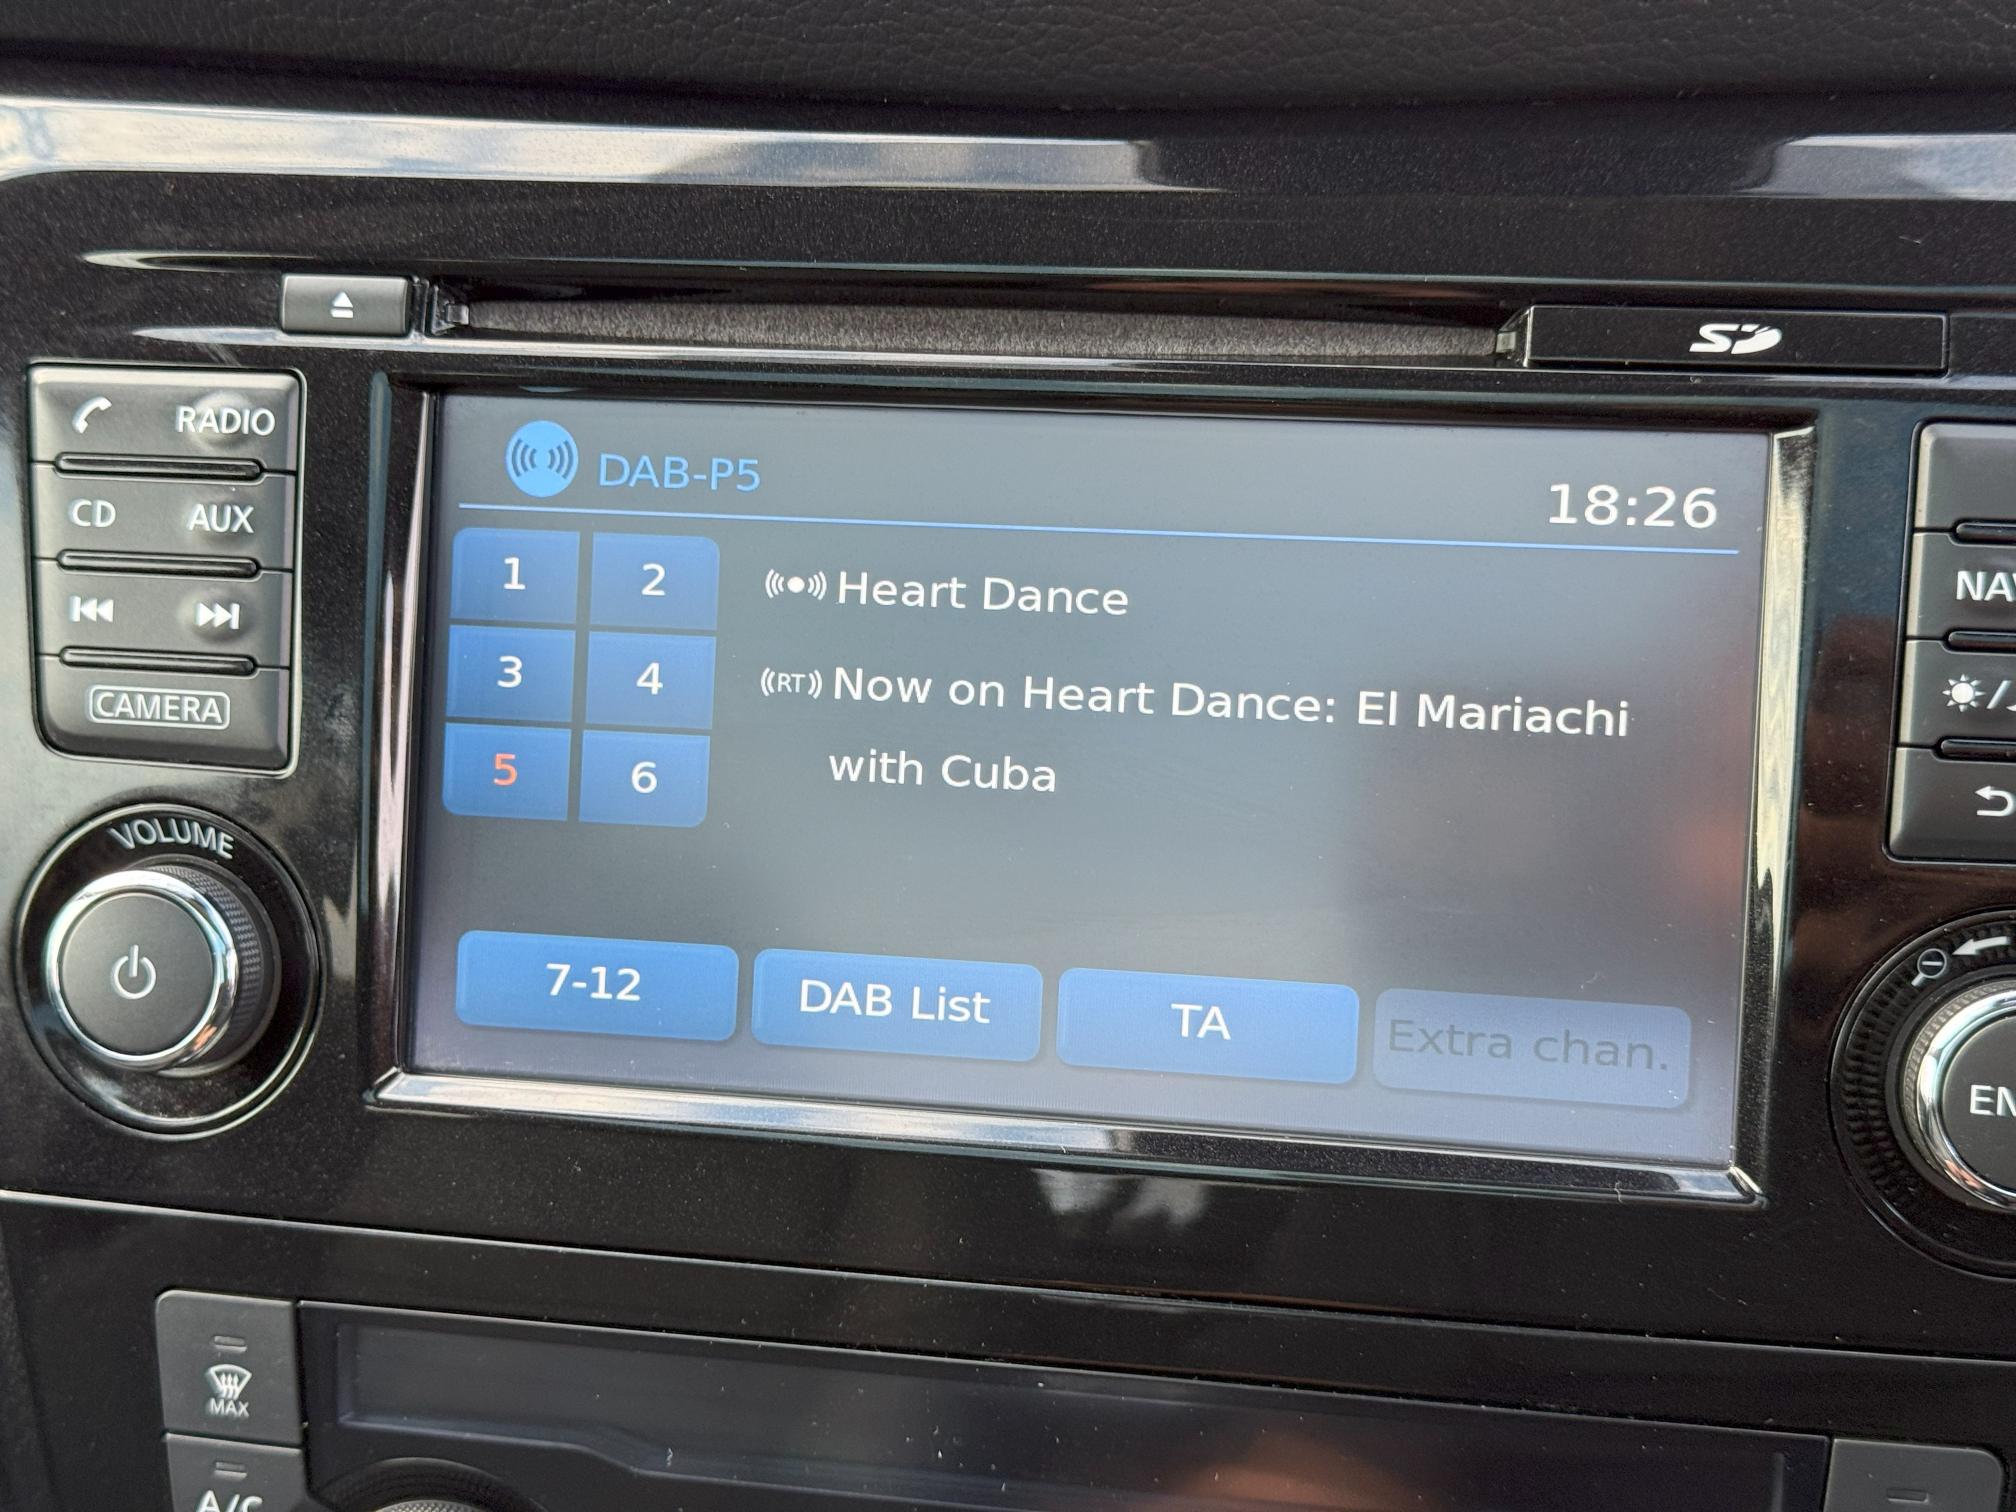 RADIO
CD AUX
CAMERA
VOLUME
DAB-P5
18:26
1 2
3 4
5 6
Heart Dance
RT Now on Heart Dance: El Mariachi
with Cuba
7-12 DAB List TA Extra chan.
SD
MAX
A/C